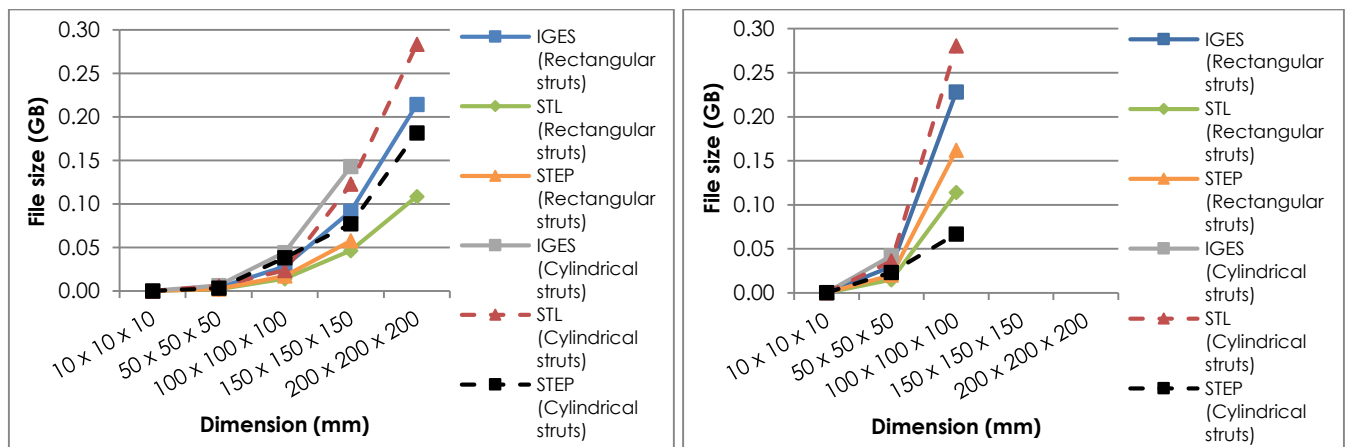 File size (GB)
0.30
0.25
0.20
0.15
0.10
0.05
0.00
10 x 10 x 10
50 x 50 x 50
100 x 100 x 100
150 x 150 x 150
200 x 200 x 200
Dimension (mm)
IGES
(Rectangular
struts)
STL
(Rectangular
struts)
STEP
(Rectangular
struts)
IGES
(Cylindrical
struts)
STL
(Cylindrical
struts)
STEP
(Cylindrical
struts)
File size (GB)
0.30
0.25
0.20
0.15
0.10
0.05
0.00
10 x 10 x 10
50 x 50 x 50
100 x 100 x 100
150 x 150 x 150
200 x 200 x 200
Dimension (mm)
IGES
(Rectangular
struts)
STL
(Rectangular
struts)
STEP
(Rectangular
struts)
IGES
(Cylindrical
struts)
STL
(Cylindrical
struts)
STEP
(Cylindrical
struts)